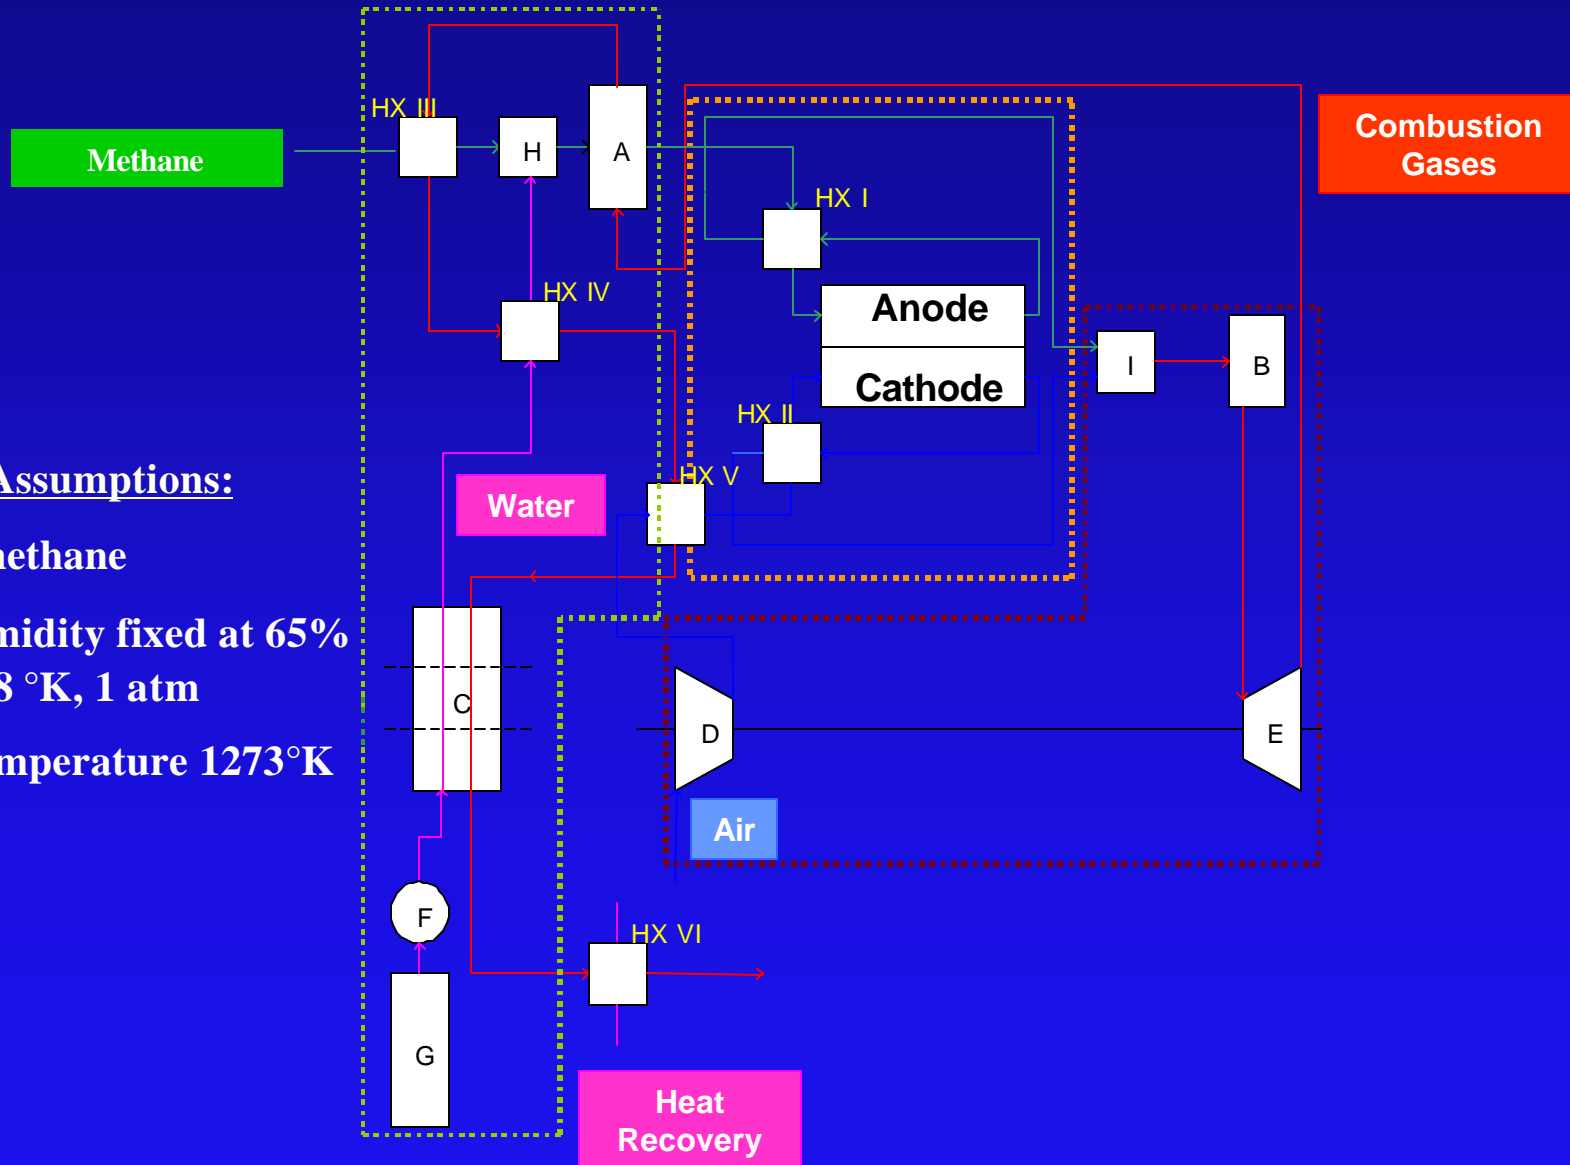 HX III
Methane
H
A
Combustion
Gases
HX I
HX IV
Anode
Cathode
I
B
HX II
HX V
Assumptions:
Water
methane
midity fixed at 65%
8 °K, 1 atm
C
mperature 1273°K
D
E
Air
F
HX VI
G
Heat
Recovery